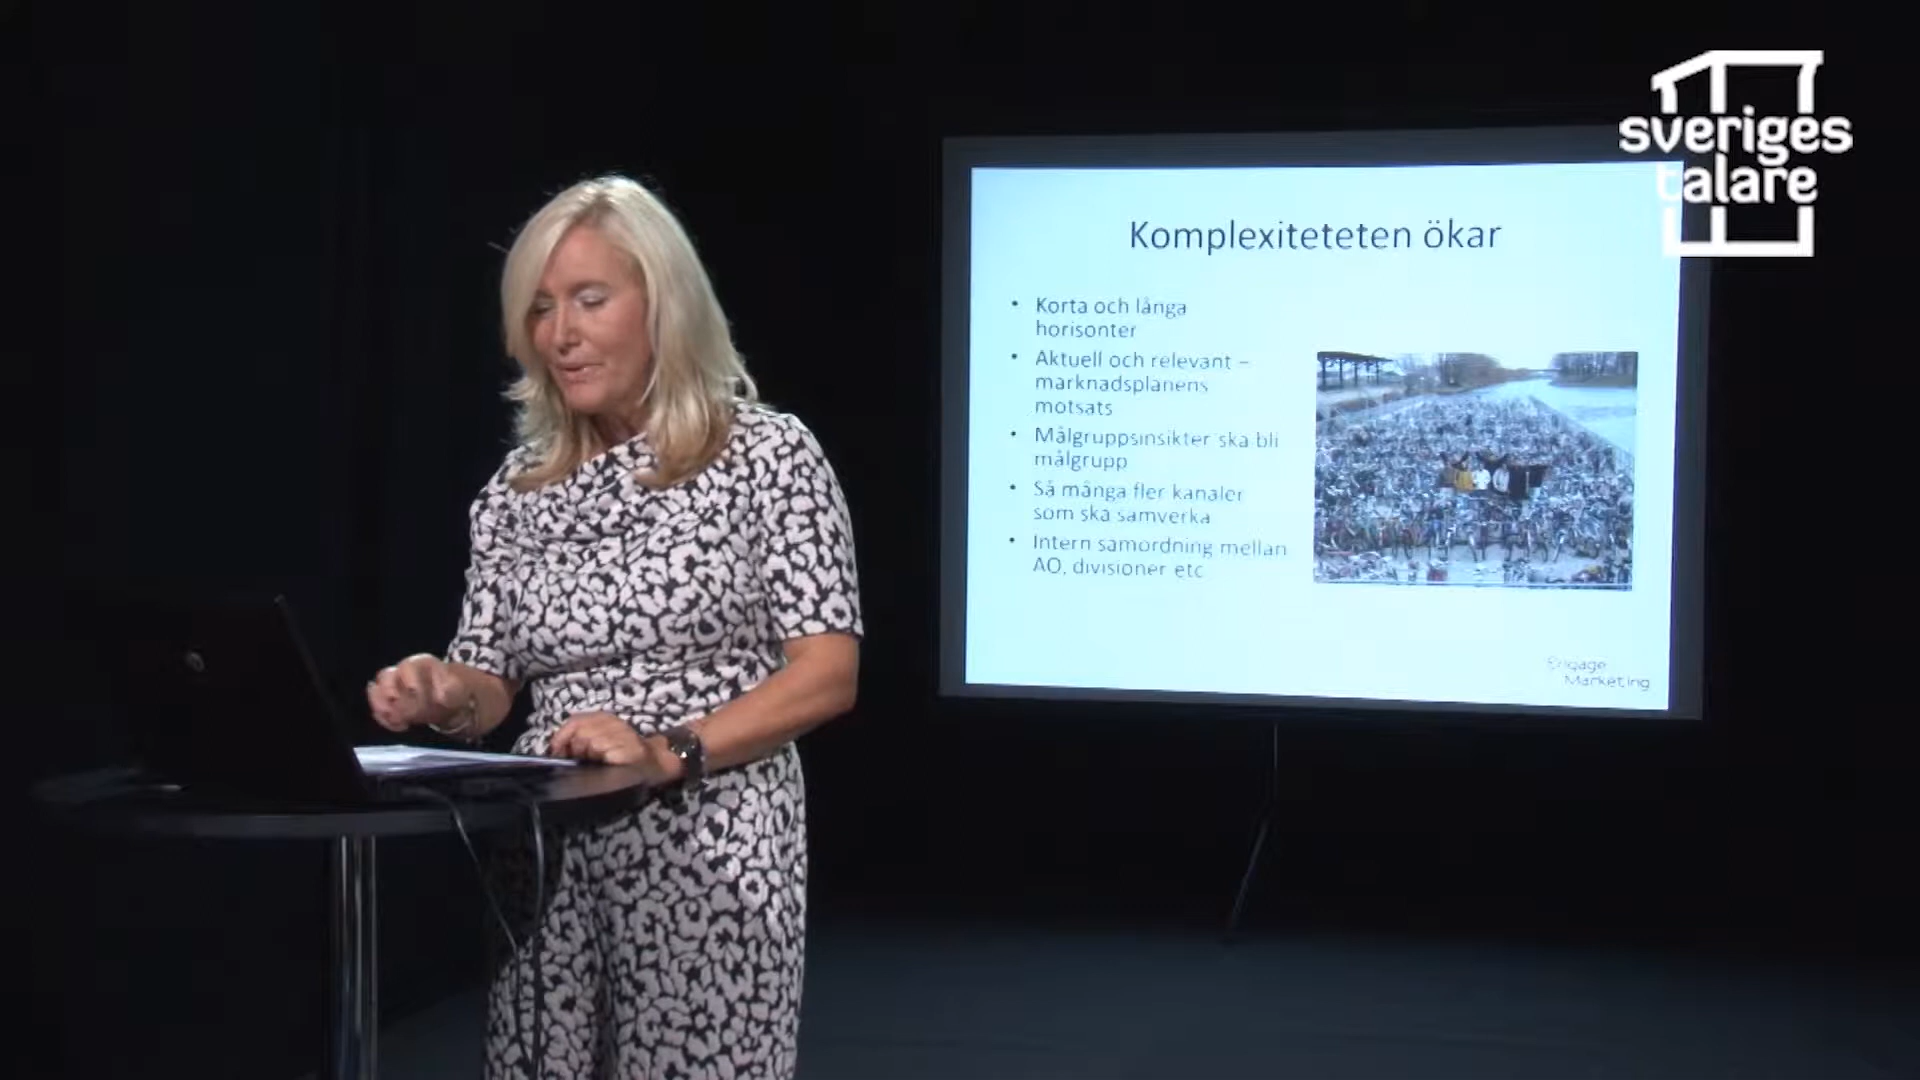 sveriges
talare
Komplexiteteten ökar
• Korta och långa
horisonter
• Aktuell och relevant –
marknadsplanens
motsats
• Målgruppsinsikter ska bli
målgrupp
• Så många fler kanaler
som ska samverka
• Intern samordning mellan
AO, divisioner etc
Engage
Marketing